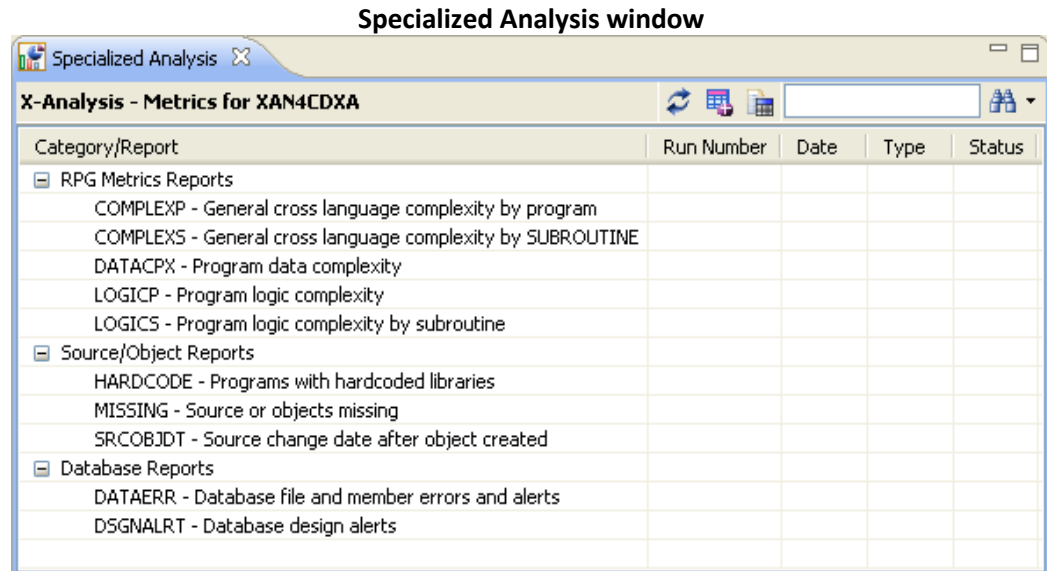 Specialized Analysis window
Specialized Analysis
X-Analysis - Metrics for XAN4CDXA
Category/Report Run Number Date Type Status
RPG Metrics Reports
COMPLEXP - General cross language complexity by program
COMPLEXS - General cross language complexity by SUBROUTINE
DATACPX - Program data complexity
LOGICP - Program logic complexity
LOGICS - Program logic complexity by subroutine
Source/Object Reports
HARDCODE - Programs with hardcoded libraries
MISSING - Source or objects missing
SRCOBJDT - Source change date after object created
Database Reports
DATAERR - Database file and member errors and alerts
DSGNALRT - Database design alerts